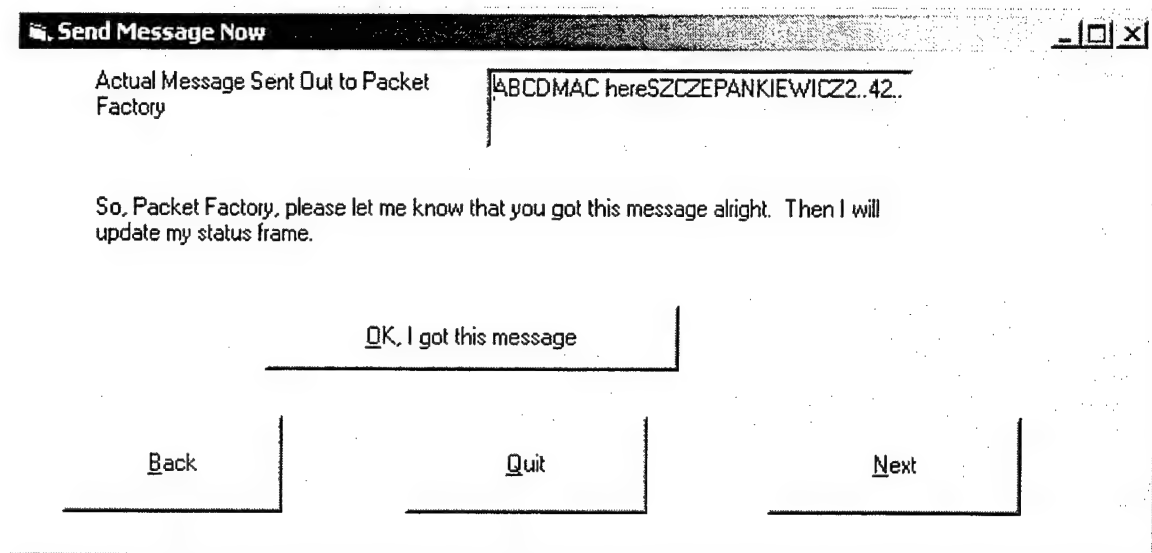 Send Message Now
Actual Message Sent Out to Packet
Factory
ABCDMAC hereSZCZEPANKIEWICZ2..42..
So, Packet Factory, please let me know that you got this message alright. Then I will
update my status frame.
OK, I got this message
Back
Quit
Next